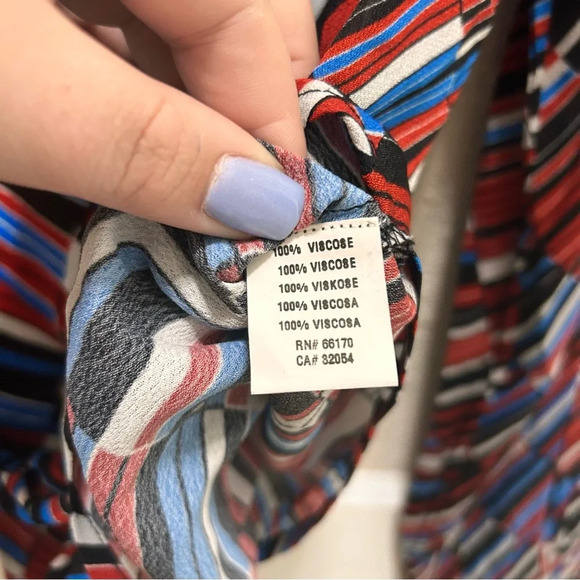 100% VISCOSE
100% VISCOSE
100% VISKOSE
100% VISCOSA
100% VISCOSA
RN# 66170
CA# 32054